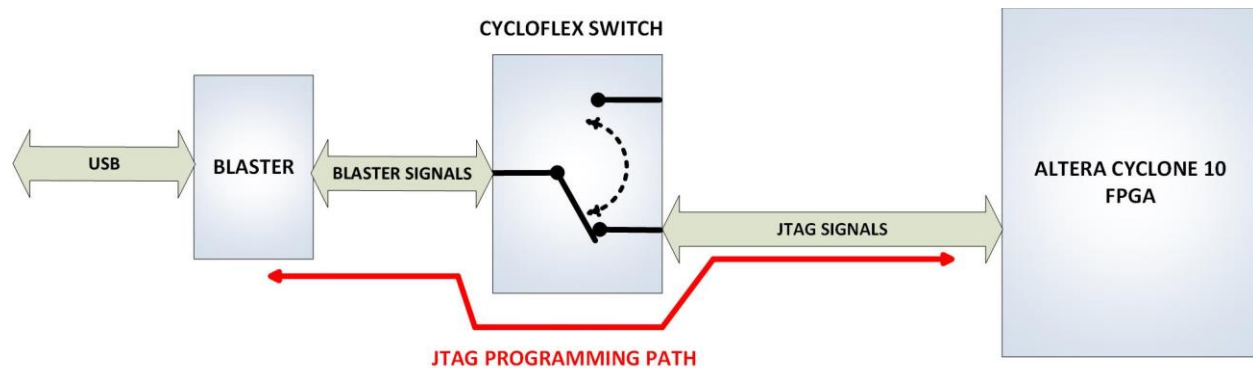 CYCLOFLEX SWITCH
USB
BLASTER
BLASTER SIGNALS
JTAG SIGNALS
ALTERA CYCLONE 10
FPGA
JTAG PROGRAMMING PATH